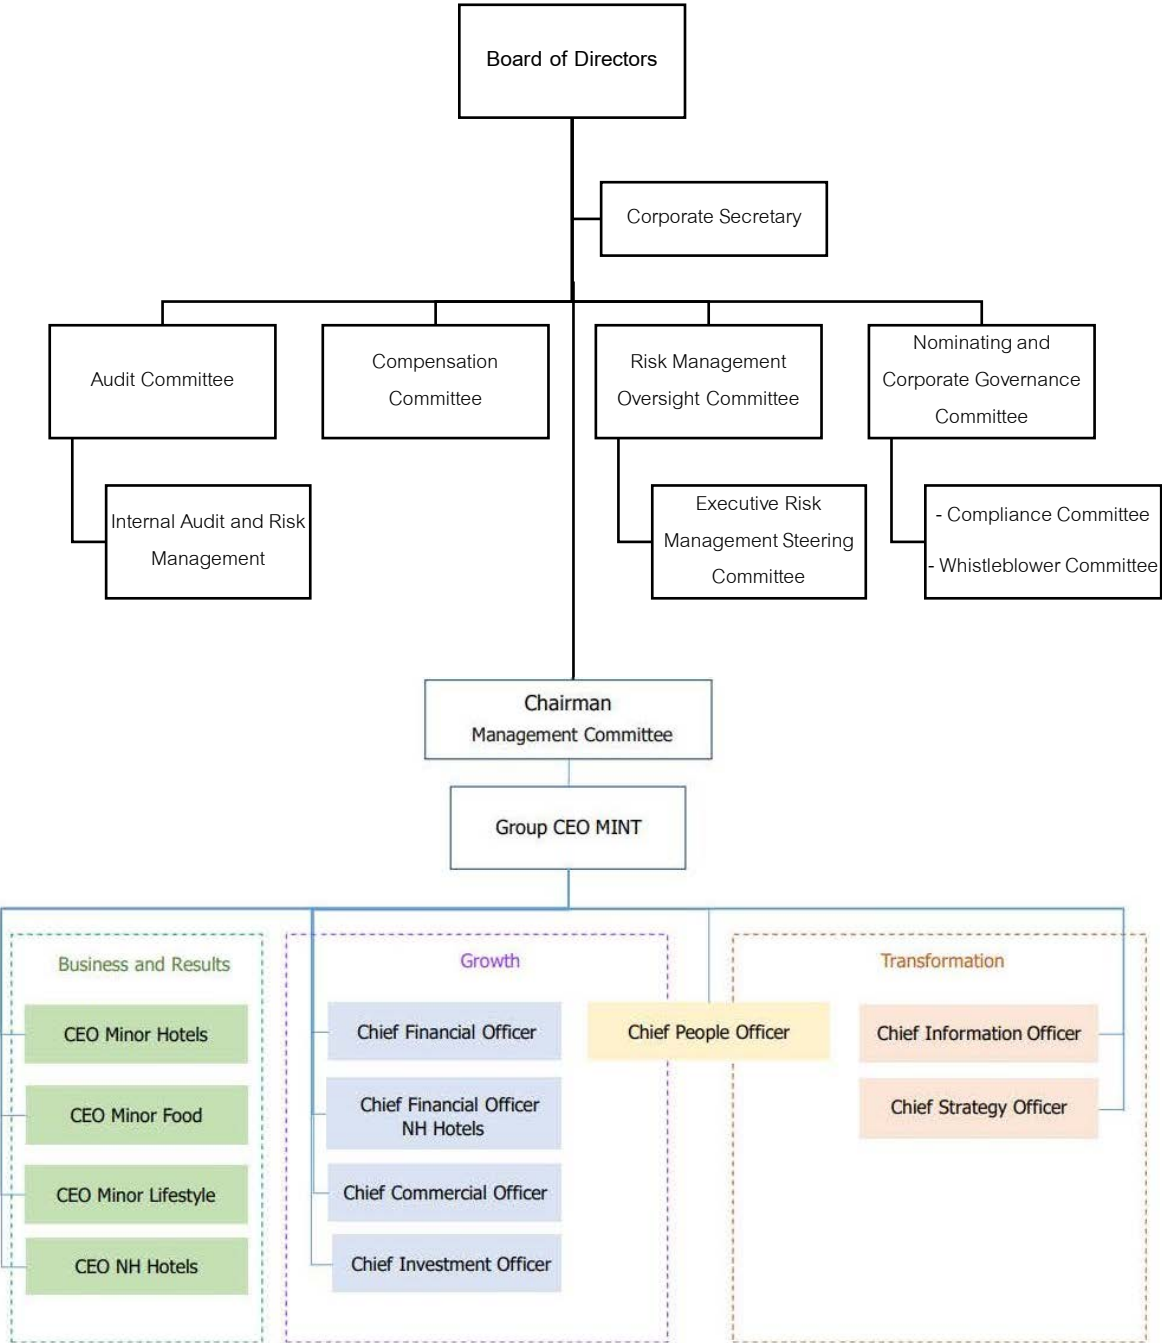 Board of Directors
Corporate Secretary
Audit Committee
Compensation
Committee
Risk Management
Oversight Committee
Nominating and
Corporate Governance
Committee
Internal Audit and Risk
Management
Executive Risk
Management Steering
Committee
- Compliance Committee
- Whistleblower Committee
Chairman
Management Committee
Group CEO MINT
Business and Results
CEO Minor Hotels
CEO Minor Food
CEO Minor Lifestyle
CEO NH Hotels
Growth
Chief Financial Officer
Chief Financial Officer
NH Hotels
Chief Commercial Officer
Chief Investment Officer
Chief People Officer
Transformation
Chief Information Officer
Chief Strategy Officer